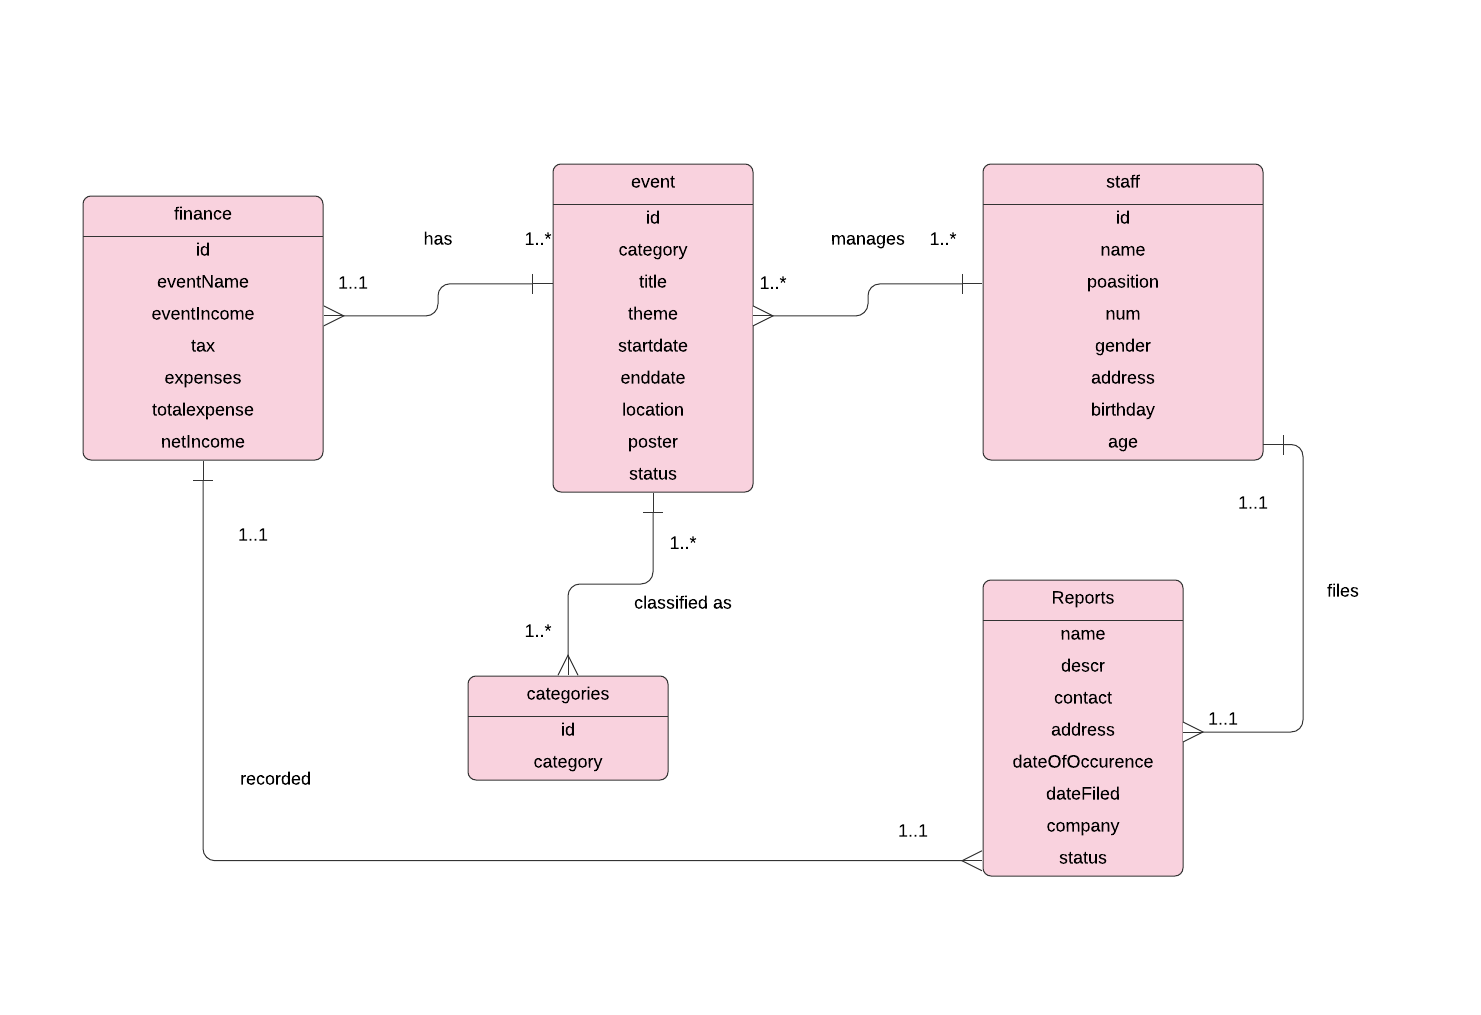 finance
id
eventName
eventIncome
tax
expenses
totalexpense
netIncome
has
1..1
1..*
event
id
category
title
theme
startdate
enddate
location
poster
status
manages
1..*
1..*
staff
id
name
poasition
num
gender
address
birthday
age
1..1
recorded
1..1
1..*
classified as
1..*
categories
id
category
1..1
files
1..1
Reports
name
descr
contact
address
dateOfOccurence
dateFiled
company
status